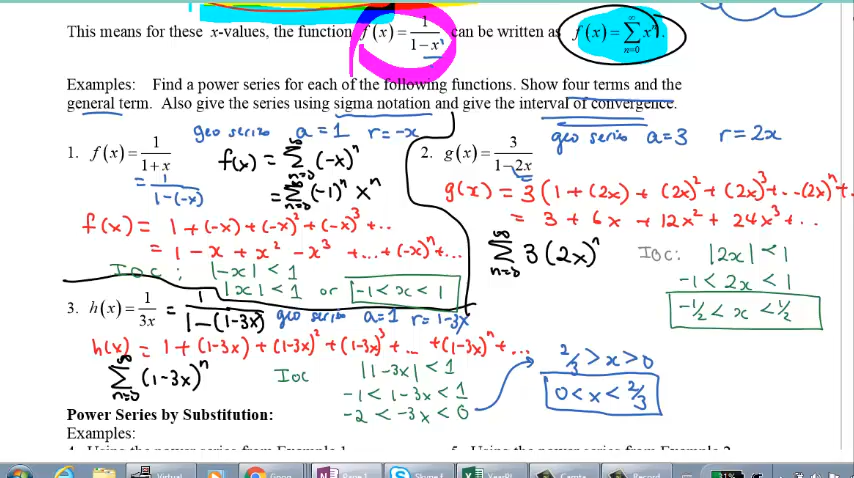 This means for these x-values, the function f(x) = 1/(1-x) can be written as f(x) = ∑_{n=0}^{∞} x^n.
Examples: Find a power series for each of the following functions. Show four terms and the
general term. Also give the series using sigma notation and give the interval of convergence.
geo series a = 1 r = -x
1. f(x) = 1/(1+x)
= 1/(1-(-x))
f(x) = ∑_{n=0}^{∞} (-x)^n
= ∑_{n=0}^{∞} (-1)^n x^n
f(x) = 1 + (-x) + (-x)^2 + (-x)^3 + ..
= 1 - x + x^2 - x^3 + ... + (-x)^n + ...
IOC: |-x| < 1
|x| < 1 or -1 < x < 1
geo series a = 3 r = 2x
2. g(x) = 3/(1-2x)
g(x) = 3(1 + (2x) + (2x)^2 + (2x)^3 + .. (2x)^n + ..
= 3 + 6x + 12x^2 + 24x^3 + ..
∑_{n=0}^{∞} 3(2x)^n
IOC: |2x| < 1
-1 < 2x < 1
-1/2 < x < 1/2
3. h(x) = 1/(3x) = 1/(1-(1-3x)) geo series a = 1 r = 1-3x
h(x) = 1 + (1-3x) + (1-3x)^2 + (1-3x)^3 + ... + (1-3x)^n + ...
∑_{n=0}^{∞} (1-3x)^n
IOC |1-3x| < 1
-1 < 1-3x < 1
-2 < -3x < 0
2/3 > x > 0
0 < x < 2/3
Power Series by Substitution:
Examples: